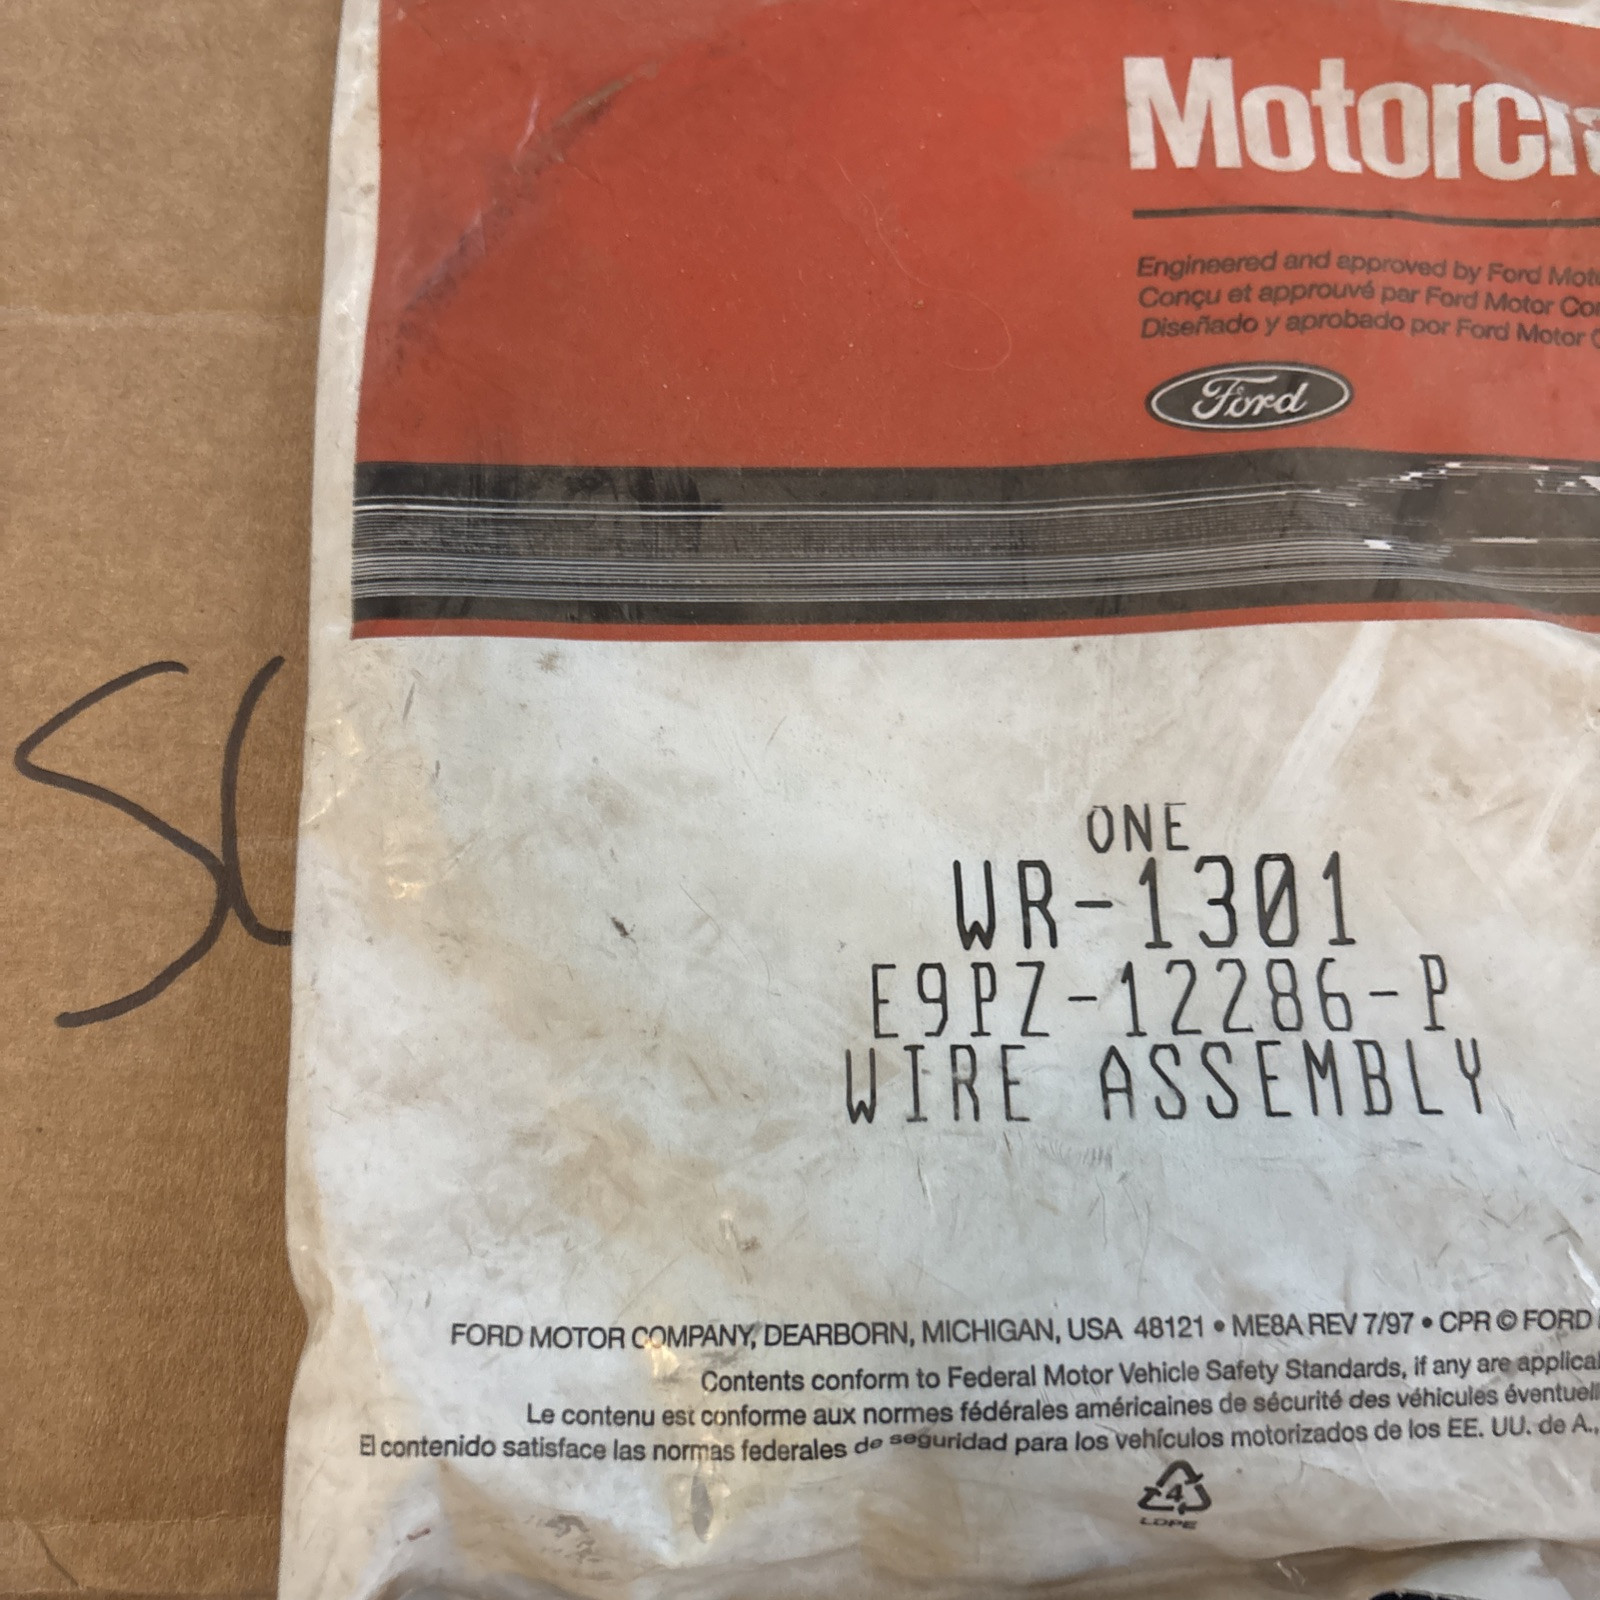 Motorcra
Engineered and approved by Ford Moto
Conçu et approuvé par Ford Motor Co
Diseñado y aprobado por Ford Motor C
Ford
ONE
WR-1301
E9PZ-12286-P
WIRE ASSEMBLY
FORD MOTOR COMPANY, DEARBORN, MICHIGAN, USA 48121 • ME8A REV 7/97 • CPR © FORD
Contents conform to Federal Motor Vehicle Safety Standards, if any are applica
Le contenu est conforme aux normes fédérales américaines de sécurité des véhicules éventuell
El contenido satisface las normas federales de seguridad para los vehículos motorizados de los EE. UU. de A.,
4
LDPE